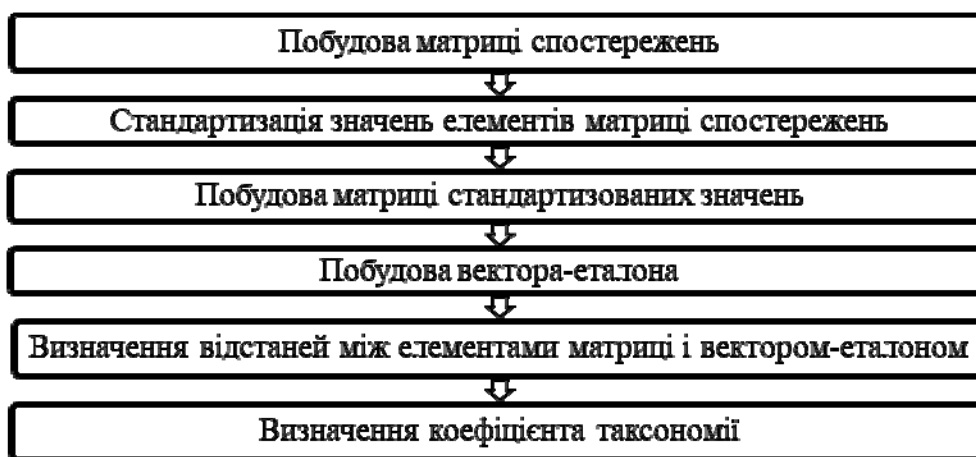 Побудова матриці спостережень
Стандартизація значень елементів матриці спостережень
Побудова матриці стандартизованих значень
Побудова вектора-еталона
Визначення відстаней між елементами матриці і вектором-еталоном
Визначення коефіцієнта таксономії